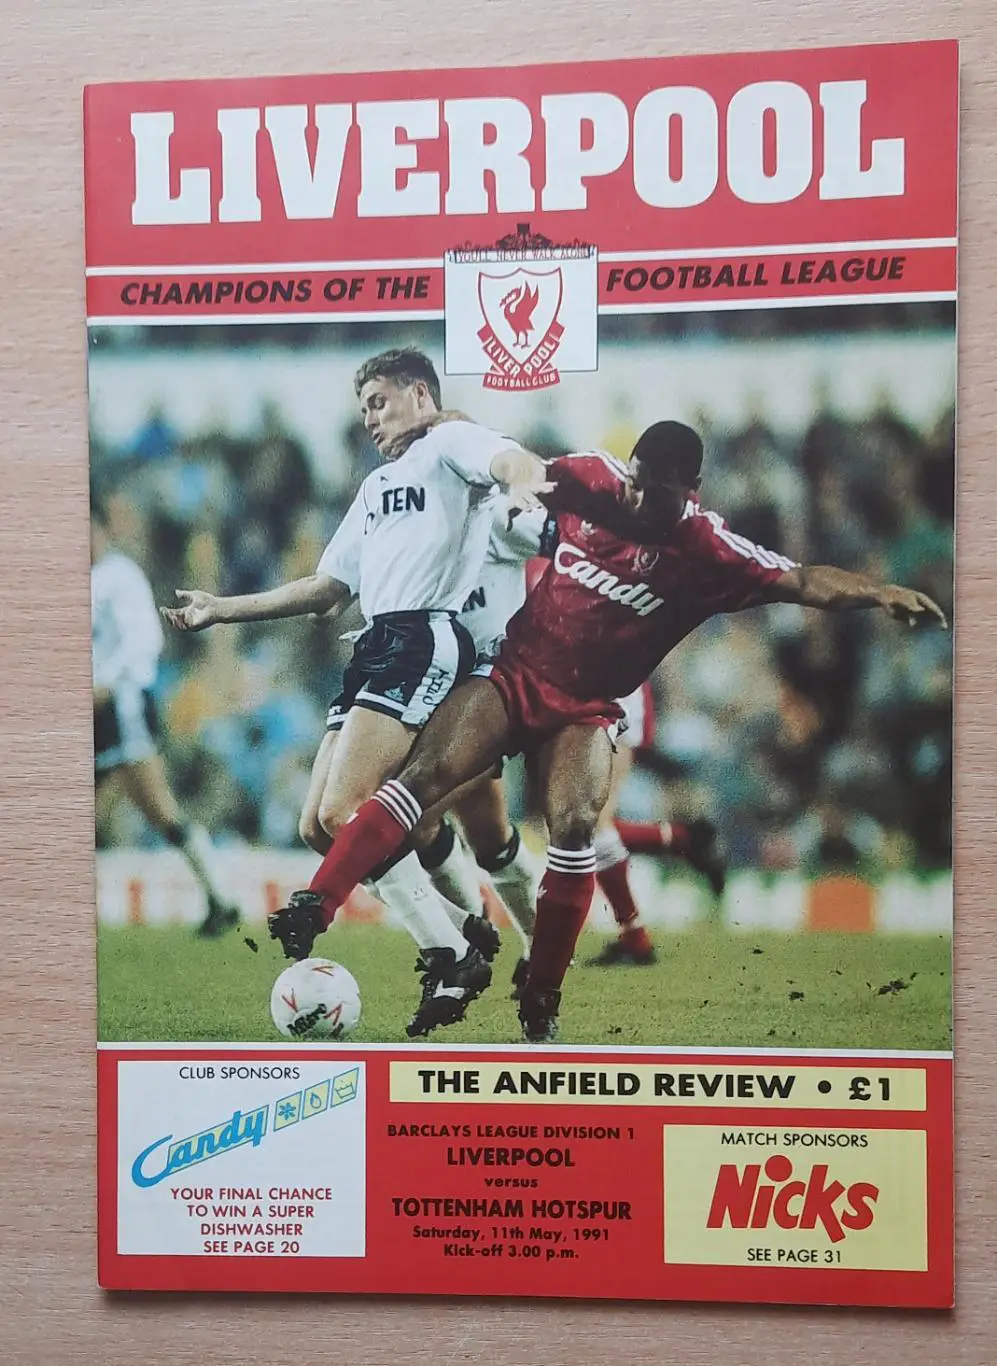 LIVERPOOL
YOU'LL NEVER WALK ALONE
CHAMPIONS OF THE FOOTBALL LEAGUE
LIVERPOOL
FOOTBALL CLUB
TEN
Candy
Mitre
CLUB SPONSORS
Candy
YOUR FINAL CHANCE
TO WIN A SUPER
DISHWASHER
SEE PAGE 20
THE ANFIELD REVIEW • £1
BARCLAYS LEAGUE DIVISION 1
LIVERPOOL
versus
TOTTENHAM HOTSPUR
Saturday, 11th May, 1991
Kick-off 3.00 p.m.
MATCH SPONSORS
Nicks
SEE PAGE 31